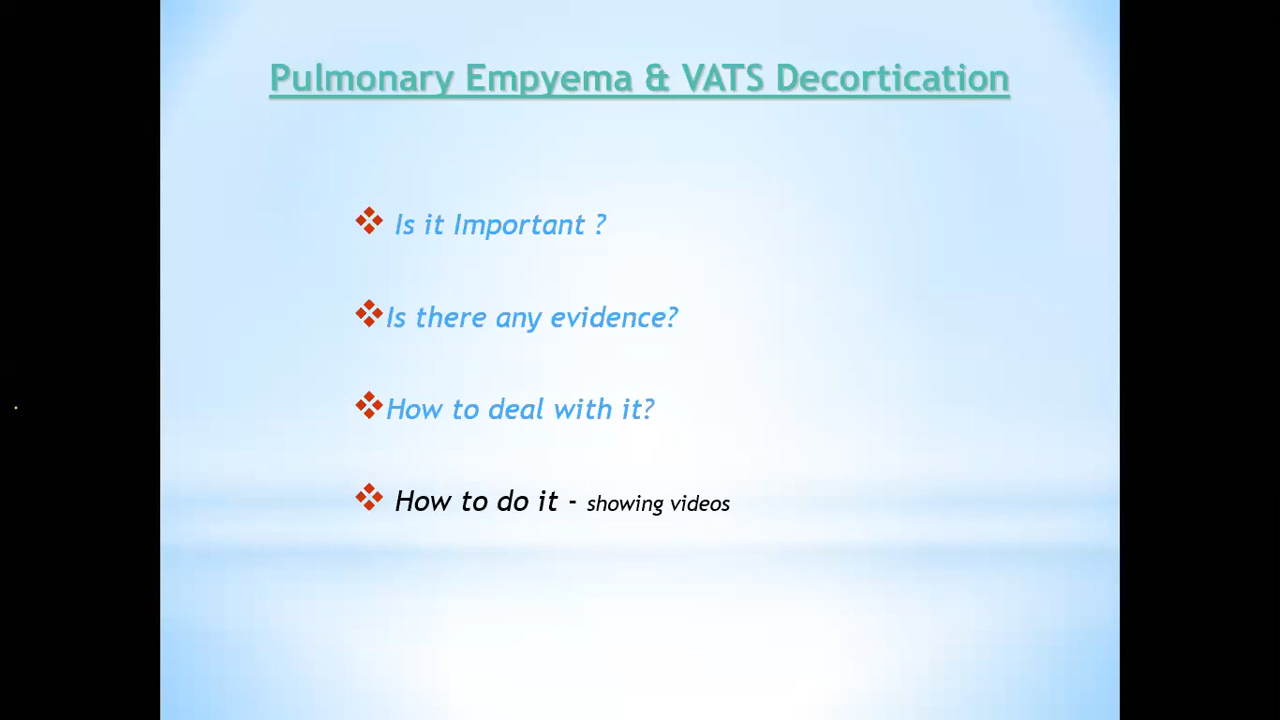 Pulmonary Empyema & VATS Decortication
Is it Important ?
Is there any evidence?
How to deal with it?
How to do it - showing videos